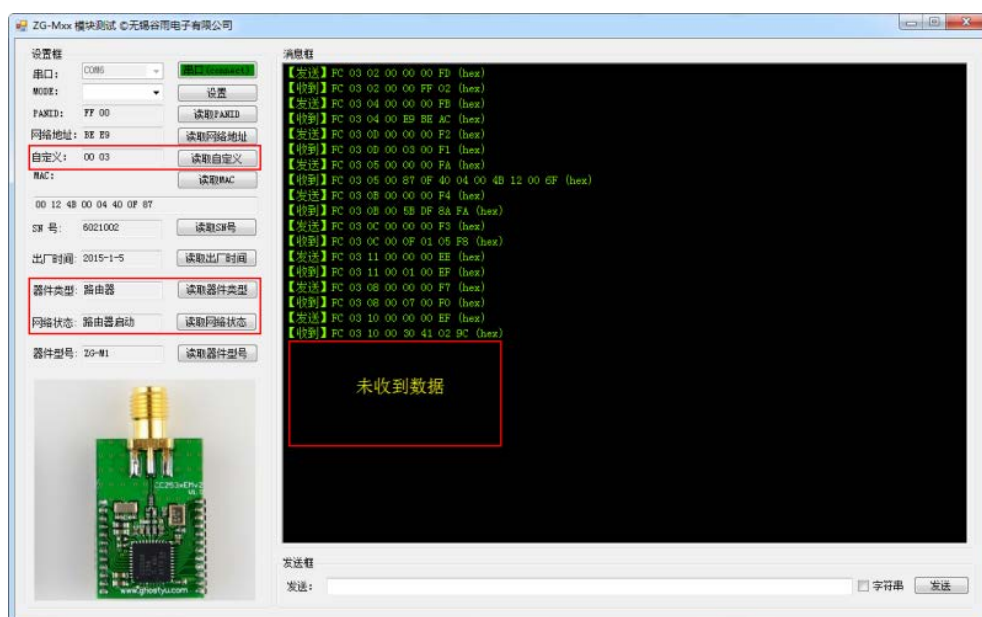 ZG-Mxx 模块测试 ©无锡谷雨电子有限公司
设置框
串口: COM6 串口(connect)
MODE: 设置
PANID: FF 00 读取PANID
网络地址: BE E9 读取网络地址
自定义: 00 03 读取自定义
MAC: 读取MAC
00 12 4B 00 04 40 0F 87
SN 号: 6021002 读取SN号
出厂时间: 2015-1-5 读取出厂时间
器件类型: 路由器 读取器件类型
网络状态: 路由器启动 读取网络状态
器件型号: ZG-M1 读取器件型号
CC253xEMv2
www.ghostyu.com
消息框
【发送】FC 03 02 00 00 00 FD (hex)
【收到】FC 03 02 00 00 FF 02 (hex)
【发送】FC 03 04 00 00 00 FB (hex)
【收到】FC 03 04 00 E9 BE AC (hex)
【发送】FC 03 0D 00 00 00 F2 (hex)
【收到】FC 03 0D 00 03 00 F1 (hex)
【发送】FC 03 05 00 00 00 FA (hex)
【收到】FC 03 05 00 87 0F 40 04 00 4B 12 00 6F (hex)
【发送】FC 03 0B 00 00 00 F4 (hex)
【收到】FC 03 0B 00 5B DF 8A FA (hex)
【发送】FC 03 0C 00 00 00 F3 (hex)
【收到】FC 03 0C 00 0F 01 05 F8 (hex)
【发送】FC 03 11 00 00 00 EE (hex)
【收到】FC 03 11 00 01 00 EF (hex)
【发送】FC 03 08 00 00 00 F7 (hex)
【收到】FC 03 08 00 07 00 F0 (hex)
【发送】FC 03 10 00 00 00 EF (hex)
【收到】FC 03 10 00 30 41 02 9C (hex)
未收到数据
发送框
发送: 字符串 发送